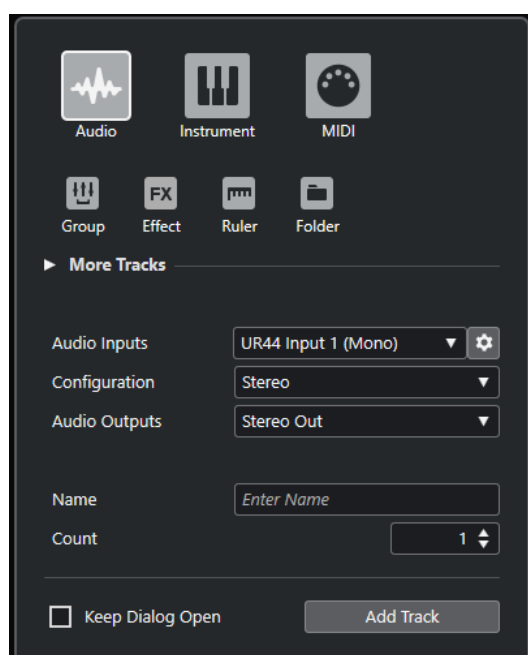 Audio Instrument MIDI
FX
Group Effect Ruler Folder
More Tracks
Audio Inputs UR44 Input 1 (Mono)
Configuration Stereo
Audio Outputs Stereo Out
Name Enter Name
Count 1
Keep Dialog Open Add Track